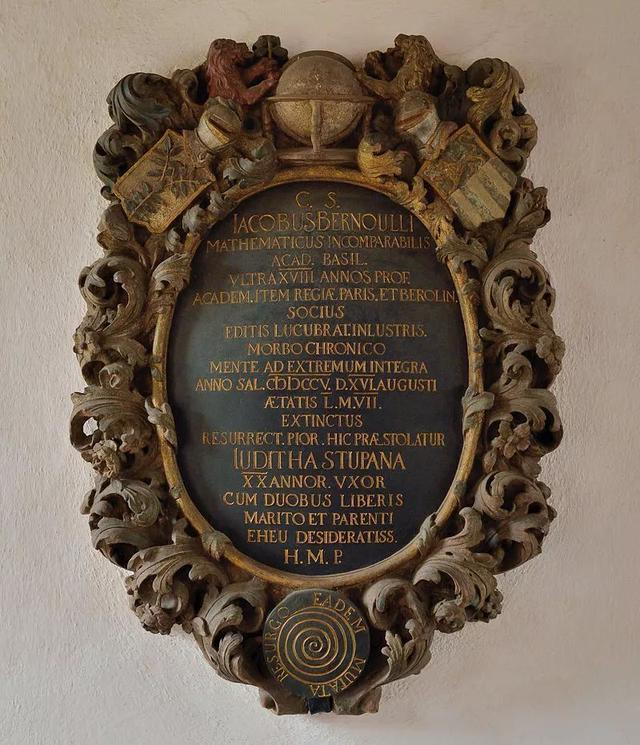 C. S.
IACOBUS BERNOULLI
MATHEMATICUS INCOMPARABILIS
ACAD. BASIL.
VLTRA XVIII ANNOS PROF.
ACADEM. ITEM REGIÆ PARIS. ET BEROLIN.
SOCIUS
EDITIS LUCUBRAT. INLUSTRIS.
MORBO CHRONICO
MENTE AD EXTREMUM INTEGRA
ANNO SAL. CIƆIƆCCV. D. XVI. AUGUSTI
ÆTATIS L. M. VII.
EXTINCTUS
RESURRECT. PIOR. HIC PRÆSTOLATUR
IUDITHA STUPANA
XX ANNOR. VXOR
CUM DUOBUS LIBERIS
MARITO ET PARENTI
EHEU DESIDERATISS.
H. M. P.
EADEM MUTATA RESURGO